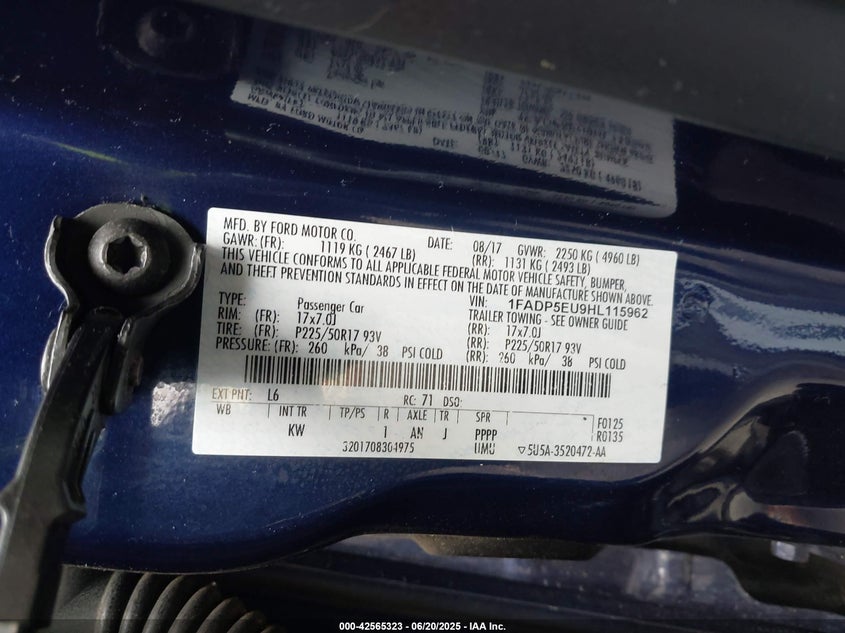 MFD. BY FORD MOTOR CO.
DATE: 08/17 GVWR: 2250 KG ( 4960 LB)
GAWR: (FR): 1119 KG ( 2467 LB) (RR): 1131 KG ( 2493 LB)
THIS VEHICLE CONFORMS TO ALL APPLICABLE FEDERAL MOTOR VEHICLE SAFETY, BUMPER,
AND THEFT PREVENTION STANDARDS IN EFFECT ON THE DATE OF MANUFACTURE SHOWN ABOVE.
VIN: 1FADP5EU9HL115962
TYPE: Passenger Car TRAILER TOWING - SEE OWNER GUIDE
RIM: (FR): 17x7.0J (RR): 17x7.0J
TIRE: (FR): P225/50R17 93V (RR): P225/50R17 93V
PRESSURE: (FR): 260 kPa/ 38 PSI COLD (RR): 260 kPa/ 38 PSI COLD
EXT PNT: L6 RC: 71 DSO:
WB INT TR TP/PS R AXLE TR SPR
F0125
KW 1 AN J PPPP
R0135
3201708304975 UMU ▽5U5A-3520472-AA
000-42565323 | 06/20/2025 - IAA Inc.